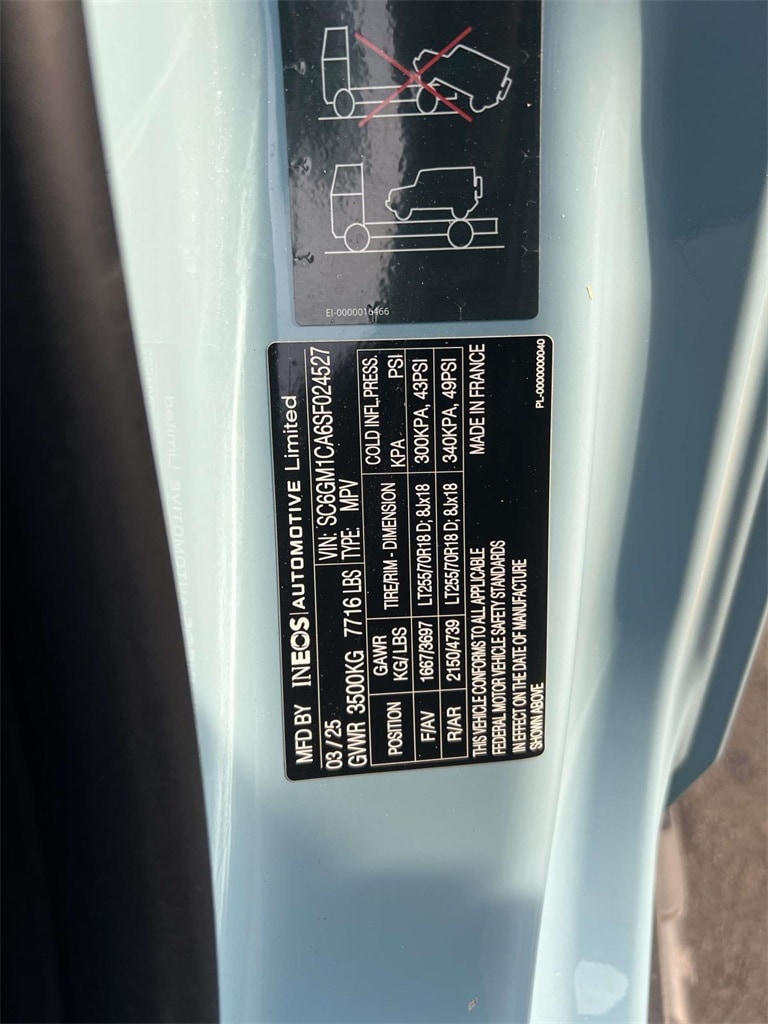 EI-0000016466
MFD BY INEOS|AUTOMOTIVE Limited
03/25 VIN: SC6GM1CA6SF024527
GVWR 3500KG 7716 LBS TYPE: MPV
POSITION GAWR KG/LBS TIRE/RIM - DIMENSION COLD INFL.PRESS. KPA PSI
F/AV 1667/3697 LT255/70R18 D; 8Jx18 300KPA, 43PSI
R/AR 2150/4739 LT255/70R18 D; 8Jx18 340KPA, 49PSI
THIS VEHICLE CONFORMS TO ALL APPLICABLE MADE IN FRANCE
FEDERAL MOTOR VEHICLE SAFETY STANDARDS
IN EFFECT ON THE DATE OF MANUFACTURE
SHOWN ABOVE
PL-0000000040